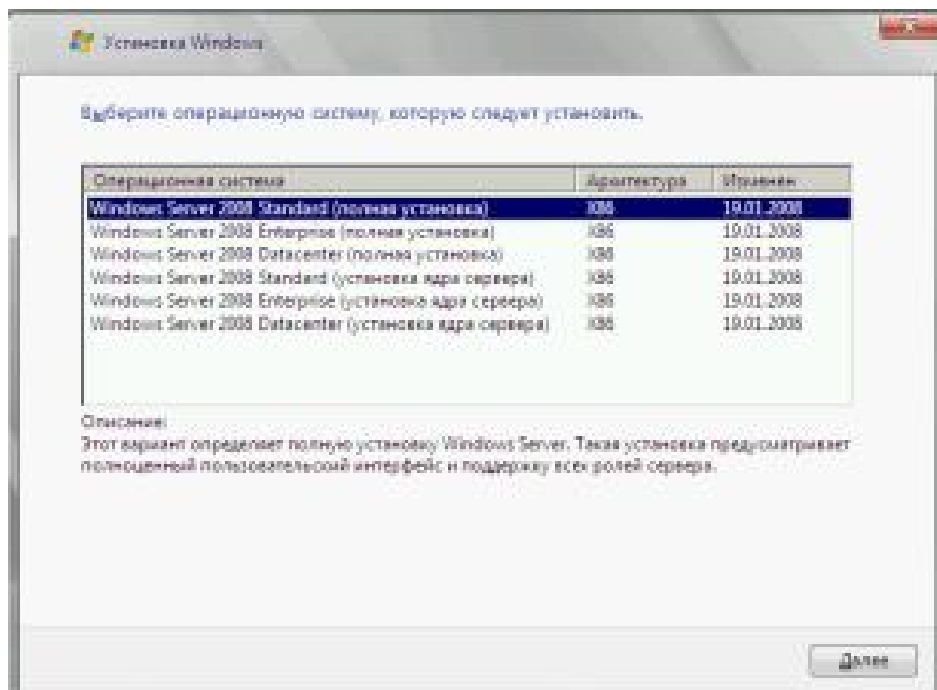 Установка Windows
Выберите операционную систему, которую следует установить.
Операционная система Архитектура Изменен
Windows Server 2008 Standard (полная установка) X86 19.01.2008
Windows Server 2008 Enterprise (полная установка) X86 19.01.2008
Windows Server 2008 Datacenter (полная установка) X86 19.01.2008
Windows Server 2008 Standard (установка ядра сервера) X86 19.01.2008
Windows Server 2008 Enterprise (установка ядра сервера) X86 19.01.2008
Windows Server 2008 Datacenter (установка ядра сервера) X86 19.01.2008
Описание:
Этот вариант определяет полную установку Windows Server. Такая установка предусматривает
полноценный пользовательский интерфейс и поддержку всех ролей сервера.
Далее